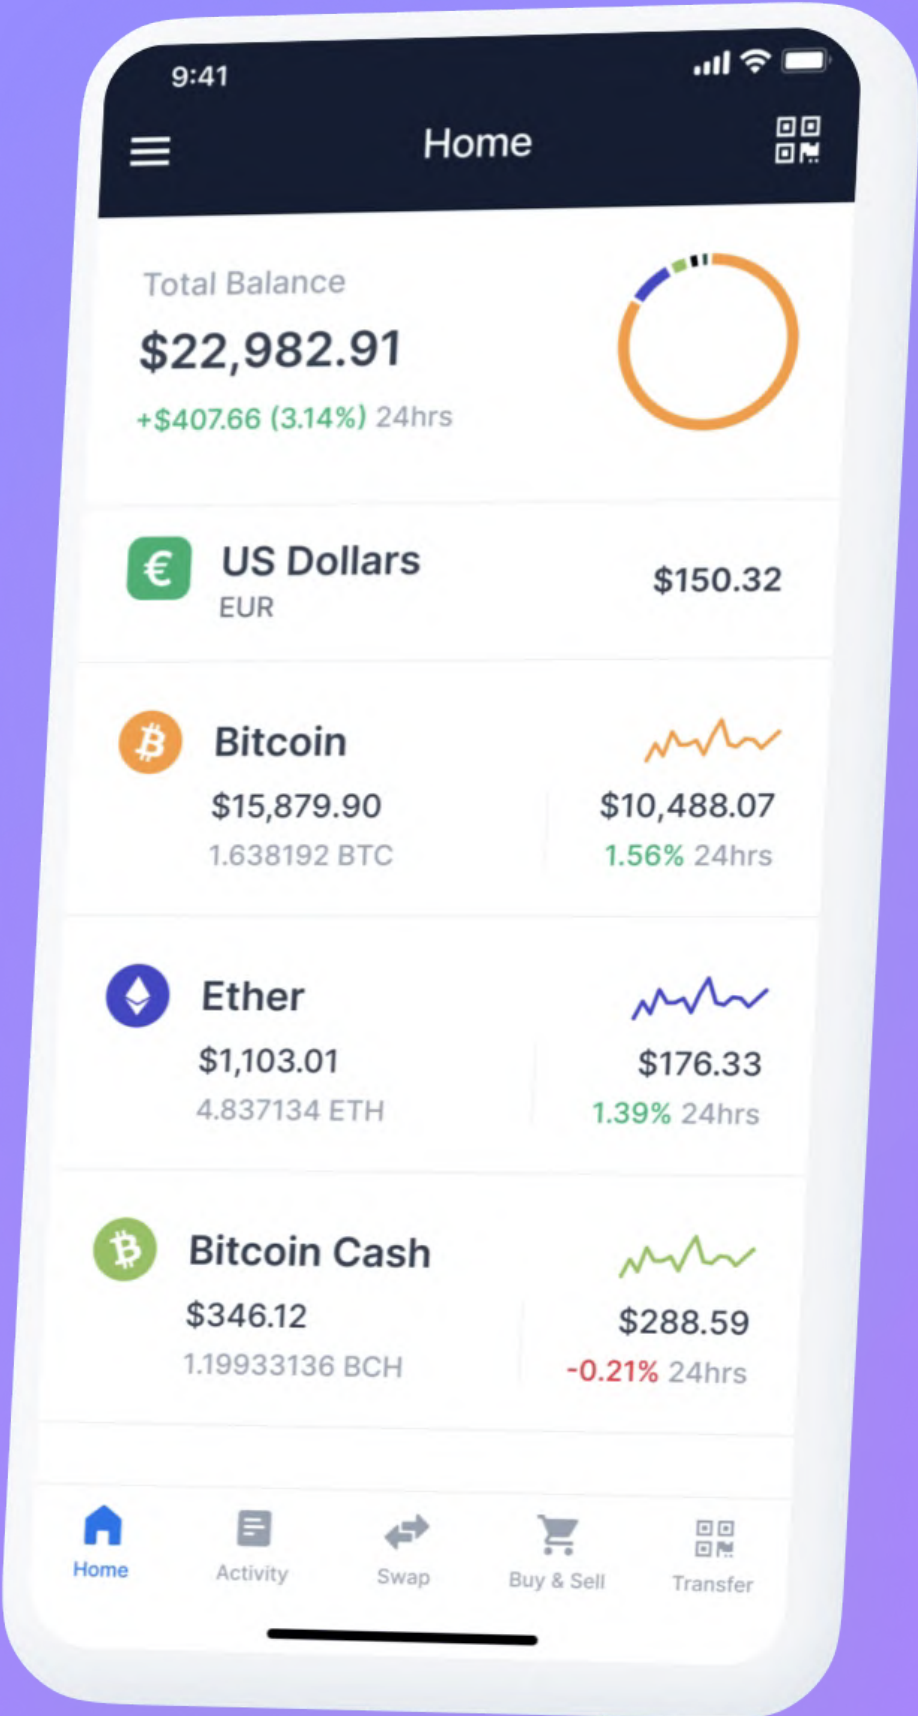 9:41
Home
Total Balance
$22,982.91
+$407.66 (3.14%) 24hrs
€
US Dollars
EUR
$150.32
Bitcoin
$15,879.90
1.638192 BTC
$10,488.07
1.56% 24hrs
Ether
$1,103.01
4.837134 ETH
$176.33
1.39% 24hrs
Bitcoin Cash
$346.12
1.19933136 BCH
$288.59
-0.21% 24hrs
Home
Activity
Swap
Buy & Sell
Transfer